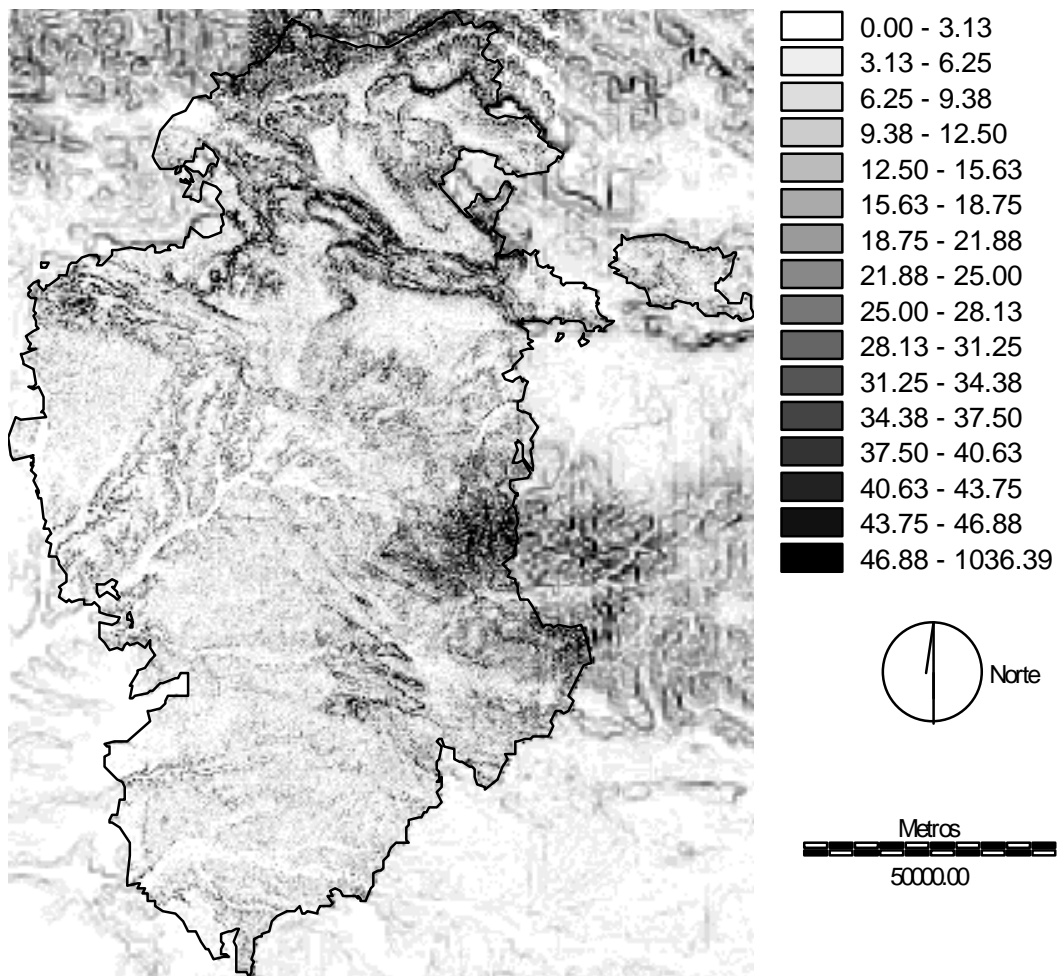 0.00 - 3.13
3.13 - 6.25
6.25 - 9.38
9.38 - 12.50
12.50 - 15.63
15.63 - 18.75
18.75 - 21.88
21.88 - 25.00
25.00 - 28.13
28.13 - 31.25
31.25 - 34.38
34.38 - 37.50
37.50 - 40.63
40.63 - 43.75
43.75 - 46.88
46.88 - 1036.39
Norte
Metros
50000.00